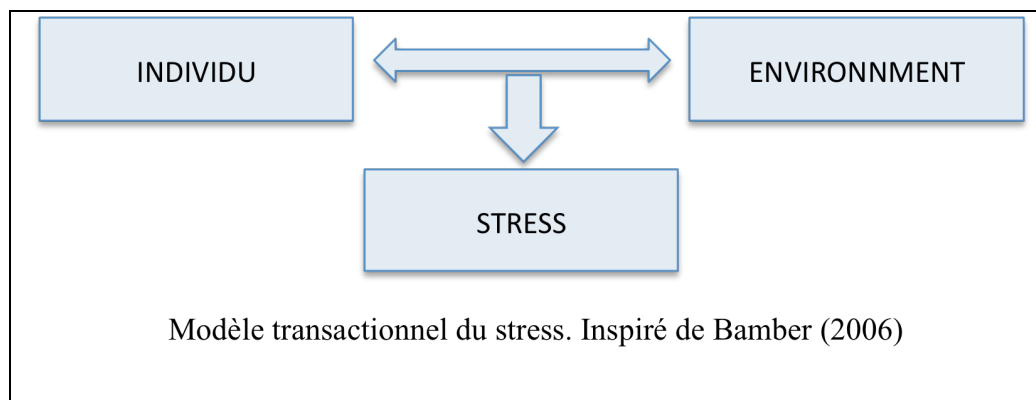 INDIVIDU
ENVIRONNMENT
STRESS
Modèle transactionnel du stress. Inspiré de Bamber (2006)